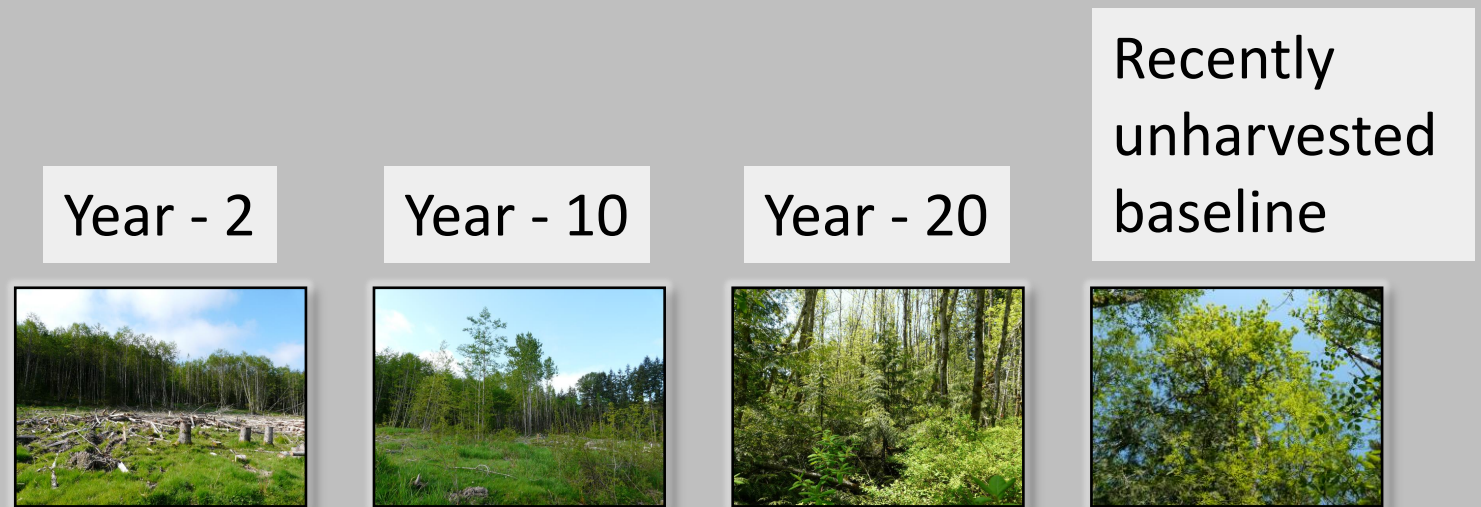 Recently
unharvested
baseline
Year - 2
Year - 10
Year - 20